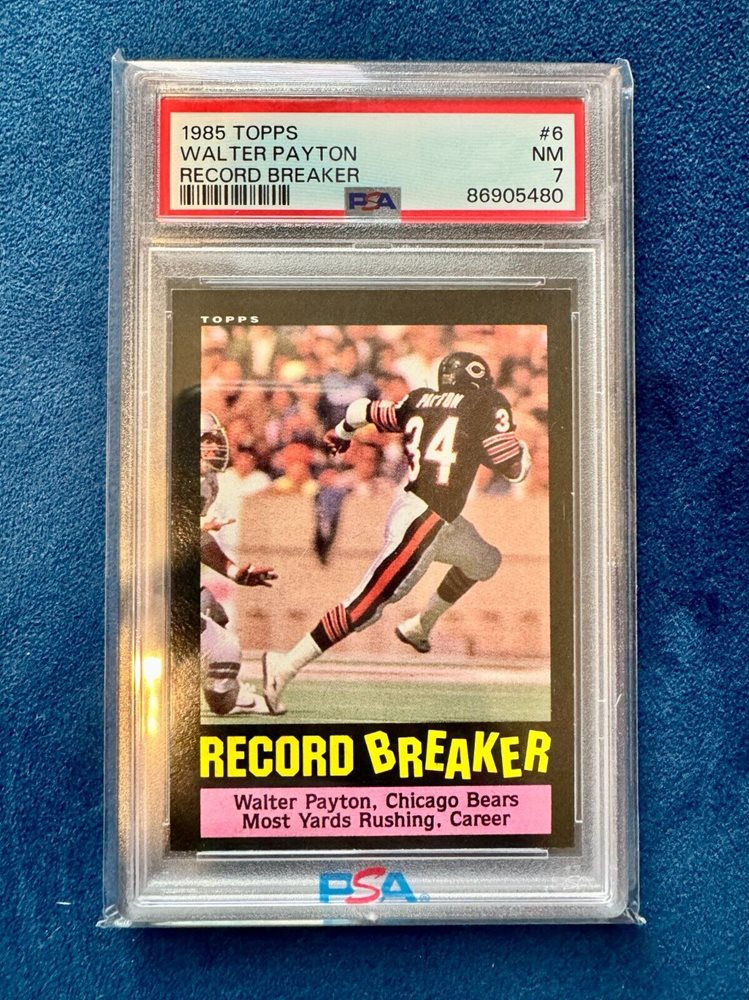 1985 TOPPS #6
WALTER PAYTON NM
RECORD BREAKER 7
PSA 86905480
TOPPS
PAYTON
34
34
RECORD BREAKER
Walter Payton, Chicago Bears
Most Yards Rushing, Career
PSA®